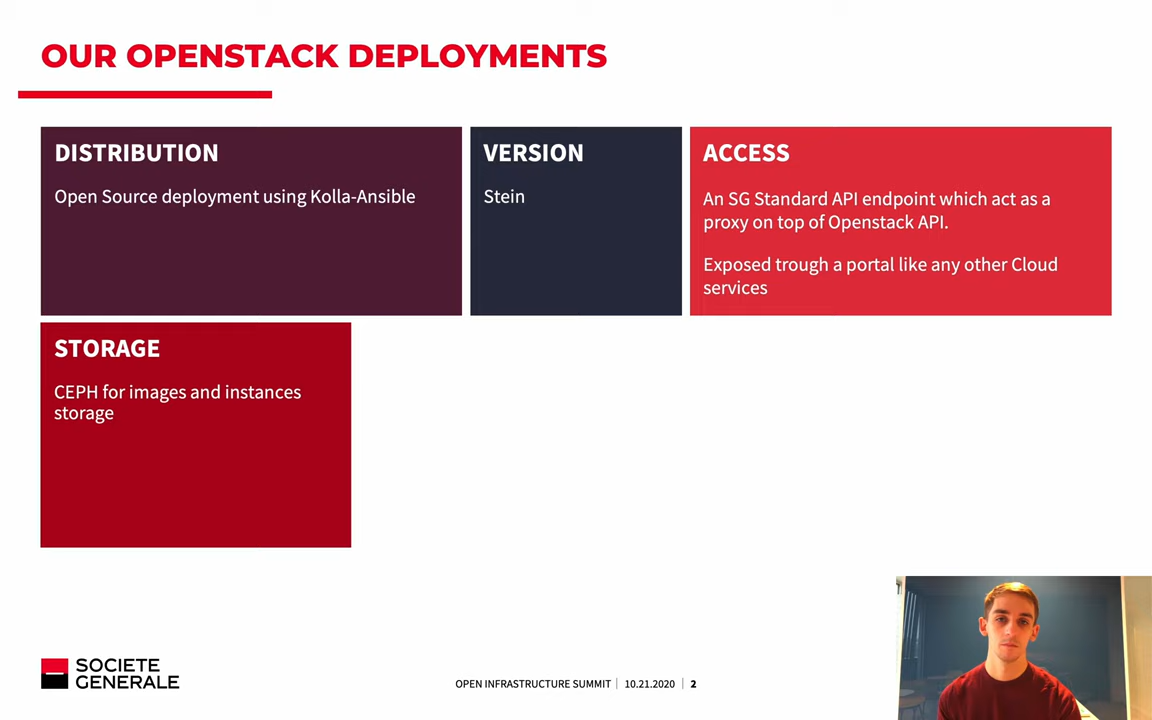 OUR OPENSTACK DEPLOYMENTS
DISTRIBUTION
Open Source deployment using Kolla-Ansible
VERSION
Stein
ACCESS
An SG Standard API endpoint which act as a
proxy on top of Openstack API.
Exposed trough a portal like any other Cloud
services
STORAGE
CEPH for images and instances
storage
SOCIETE
GENERALE
OPEN INFRASTRUCTURE SUMMIT | 10.21.2020 | 2